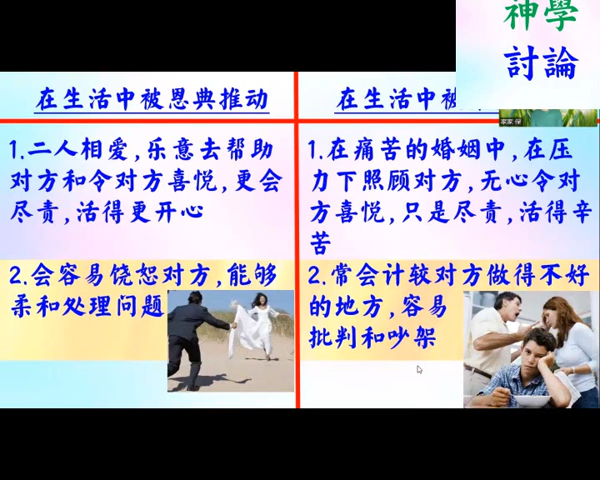 神學
討論
在生活中被恩典推动
在生活中被
1.二人相爱,乐意去帮助
对方和令对方喜悦,更会
尽责,活得更开心
1.在痛苦的婚姻中,在压
力下照顾对方,无心令对
方喜悦,只是尽责,活得辛
苦
2.会容易饶恕对方,能够
柔和处理问题
2.常会计较对方做得不好
的地方,容易
批判和吵架